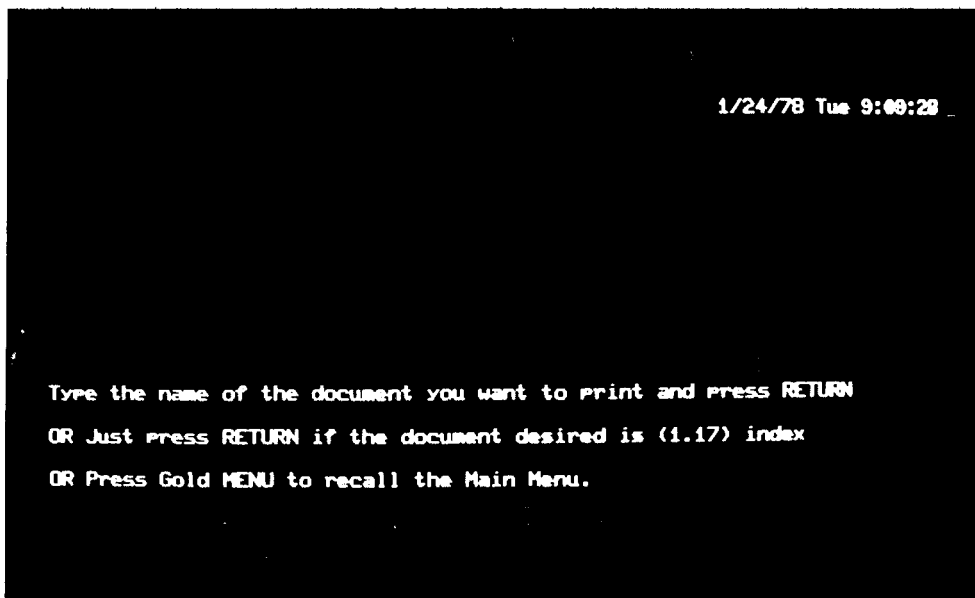 1/24/78 Tue 9:09:28
Type the name of the document you want to print and press RETURN
OR Just press RETURN if the document desired is (1.17) index
OR Press Gold MENU to recall the Main Menu.